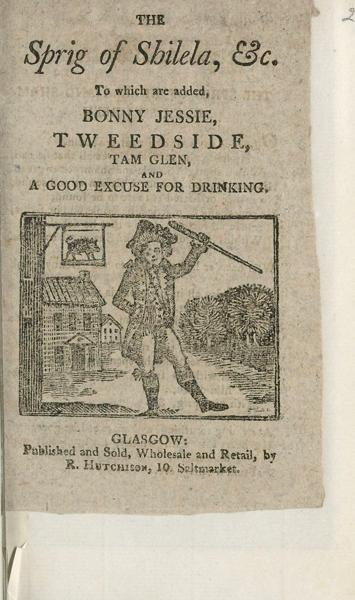 2
THE
Sprig of Shilela, &c.
To which are added,
BONNY JESSIE,
TWEEDSIDE,
TAM GLEN,
AND
A GOOD EXCUSE FOR DRINKING.
GLASGOW:
Published and Sold, Wholesale and Retail, by
R. HUTCHISON, 10. Saltmarket.